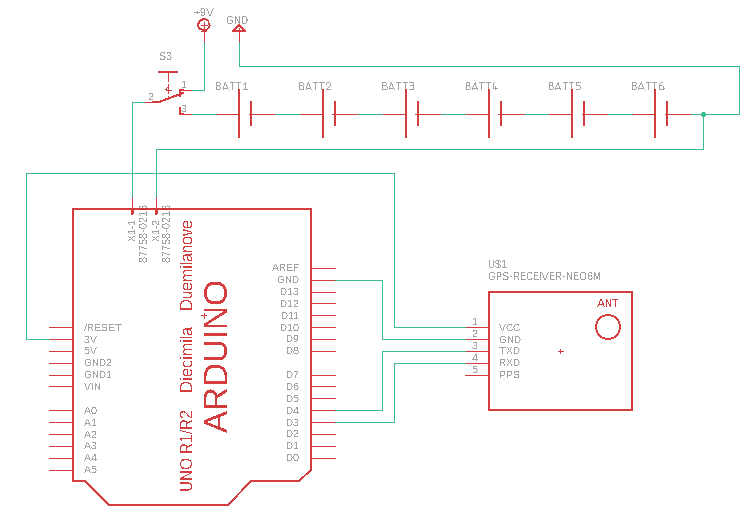 +9V
GND
S3
1
2
3
BATT1
BATT2
BATT3
BATT4
BATT5
BATT6
X1-1
87758-0216
X1-2
87758-0216
UNO R1/R2 Diecimila Duemilanove
ARDUINO
/RESET
3V
5V
GND2
GND1
VIN
A0
A1
A2
A3
A4
A5
AREF
GND
D13
D12
D11
D10
D9
D8
D7
D6
D5
D4
D3
D2
D1
D0
U$1
GPS-RECEIVER-NEO6M
ANT
1 VCC
2 GND
3 TXD
4 RXD
5 PPS